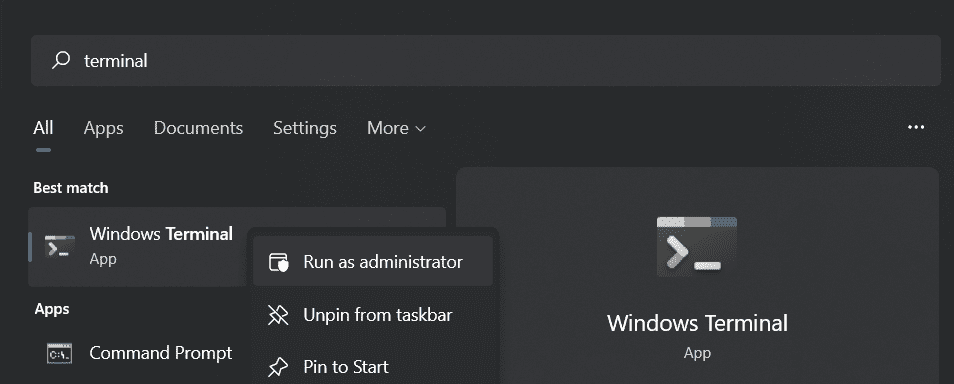 terminal
All Apps Documents Settings More
Best match
Windows Terminal
App
Run as administrator
Unpin from taskbar
Pin to Start
Apps
Command Prompt
C:\.
Windows Terminal
App